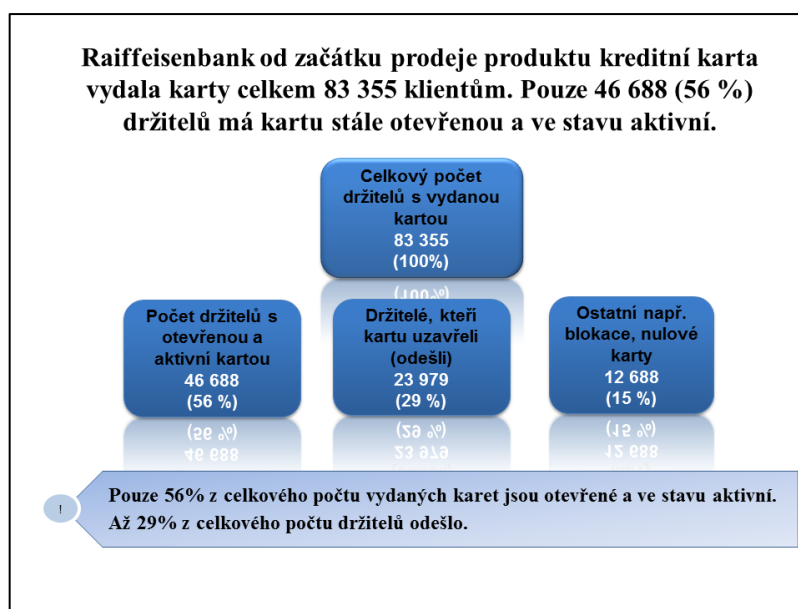 Raiffeisenbank od začátku prodeje produktu kreditní karta
vydala karty celkem 83 355 klientům. Pouze 46 688 (56 %)
držitelů má kartu stále otevřenou a ve stavu aktivní.
Celkový počet
držitelů s vydanou
kartou
83 355
(100%)
Počet držitelů s
otevřenou a
aktivní kartou
46 688
(56 %)
Držitelé, kteří
kartu uzavřeli
(odešli)
23 979
(29 %)
Ostatní např.
blokace, nulové
karty
12 688
(15 %)
!
Pouze 56% z celkového počtu vydaných karet jsou otevřené a ve stavu aktivní.
Až 29% z celkového počtu držitelů odešlo.